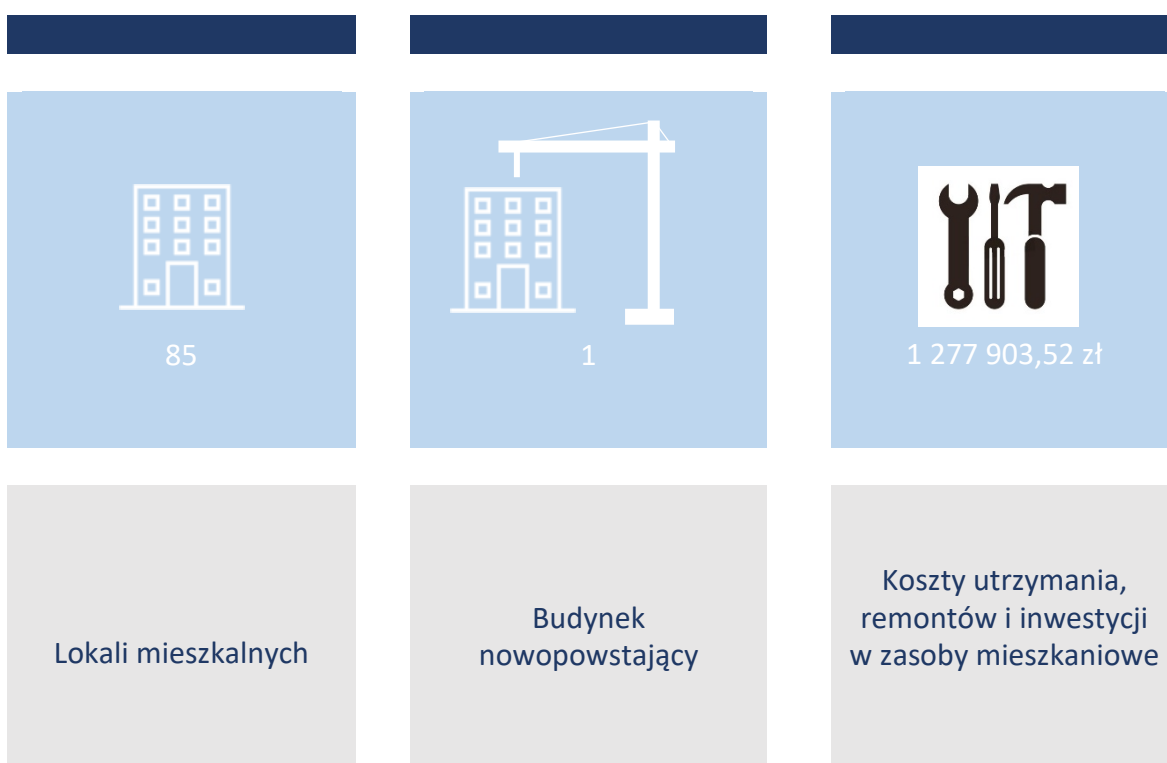 85
1
1 277 903,52 zł
Lokali mieszkalnych
Budynek
nowopowstający
Koszty utrzymania,
remontów i inwestycji
w zasoby mieszkaniowe